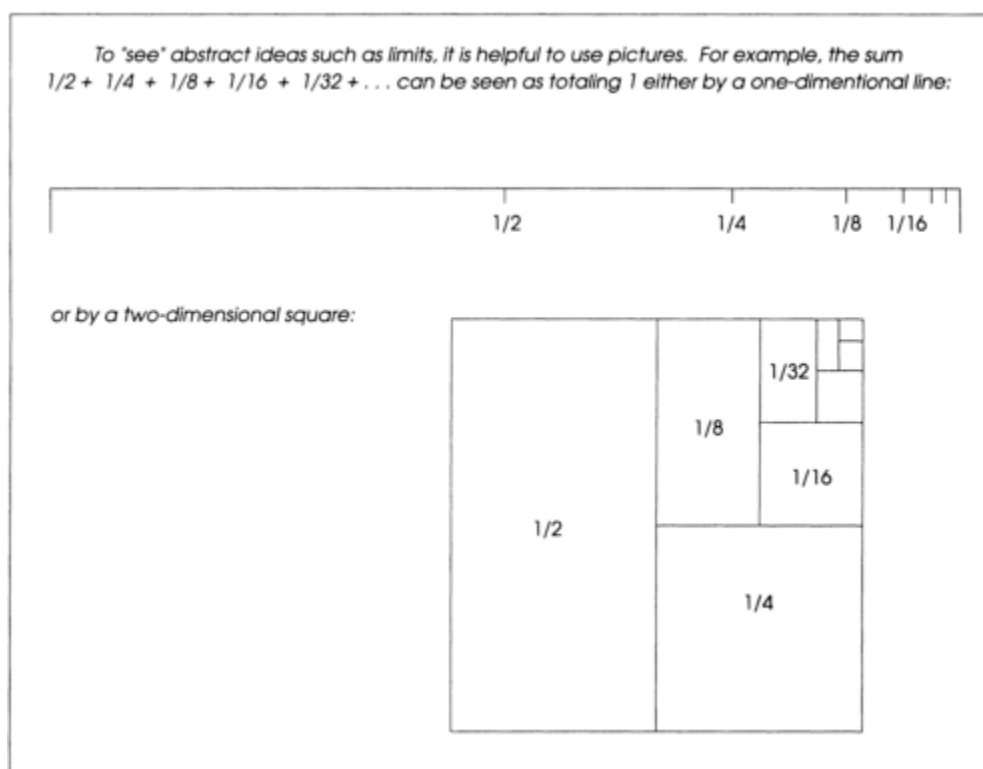 To "see" abstract ideas such as limits, it is helpful to use pictures. For example, the sum
1/2 + 1/4 + 1/8 + 1/16 + 1/32 + . . . can be seen as totaling 1 either by a one-dimentional line:
1/2 1/4 1/8 1/16
or by a two-dimensional square:
1/32
1/8
1/16
1/2
1/4